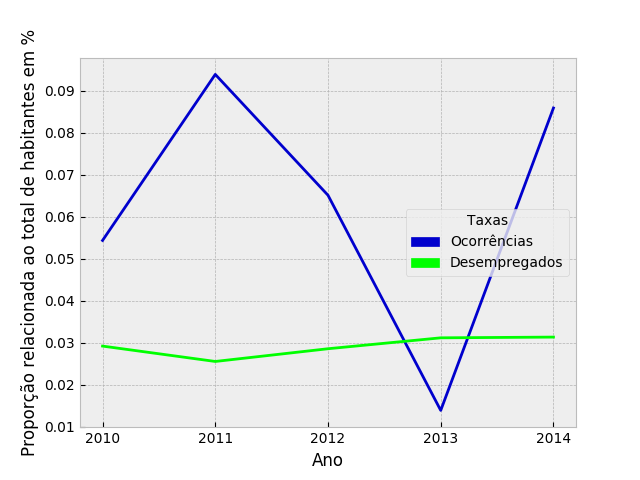 Proporção relacionada ao total de habitantes em %
0.09
0.08
0.07
0.06
0.05
0.04
0.03
0.02
0.01
Taxas
Ocorrências
Desempregados
2010 2011 2012 2013 2014
Ano